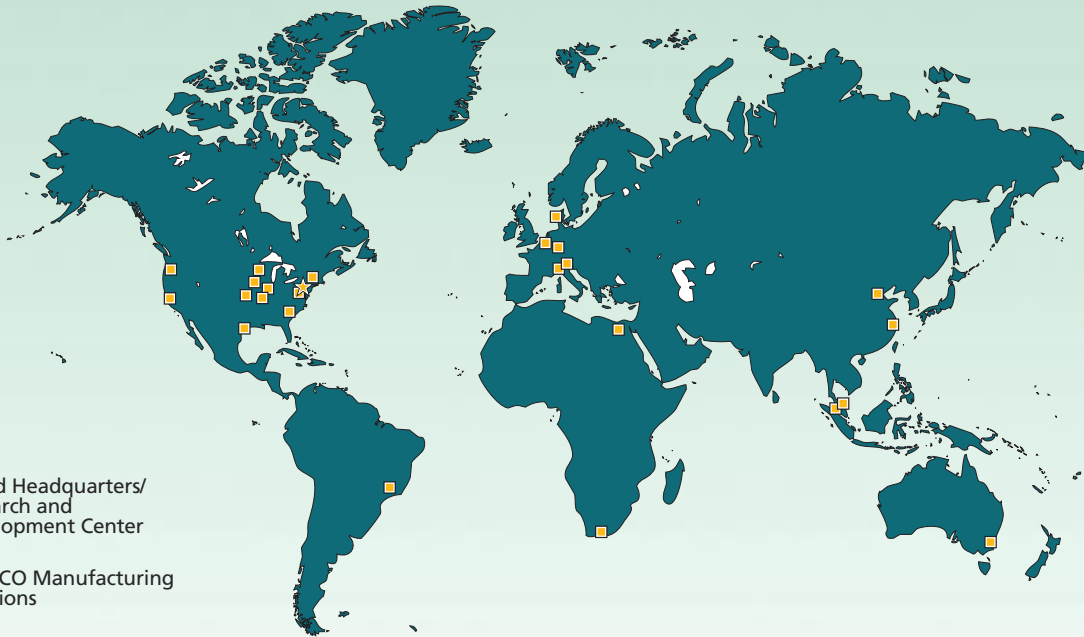 d Headquarters/
rch and
opment Center
CO Manufacturing
ions